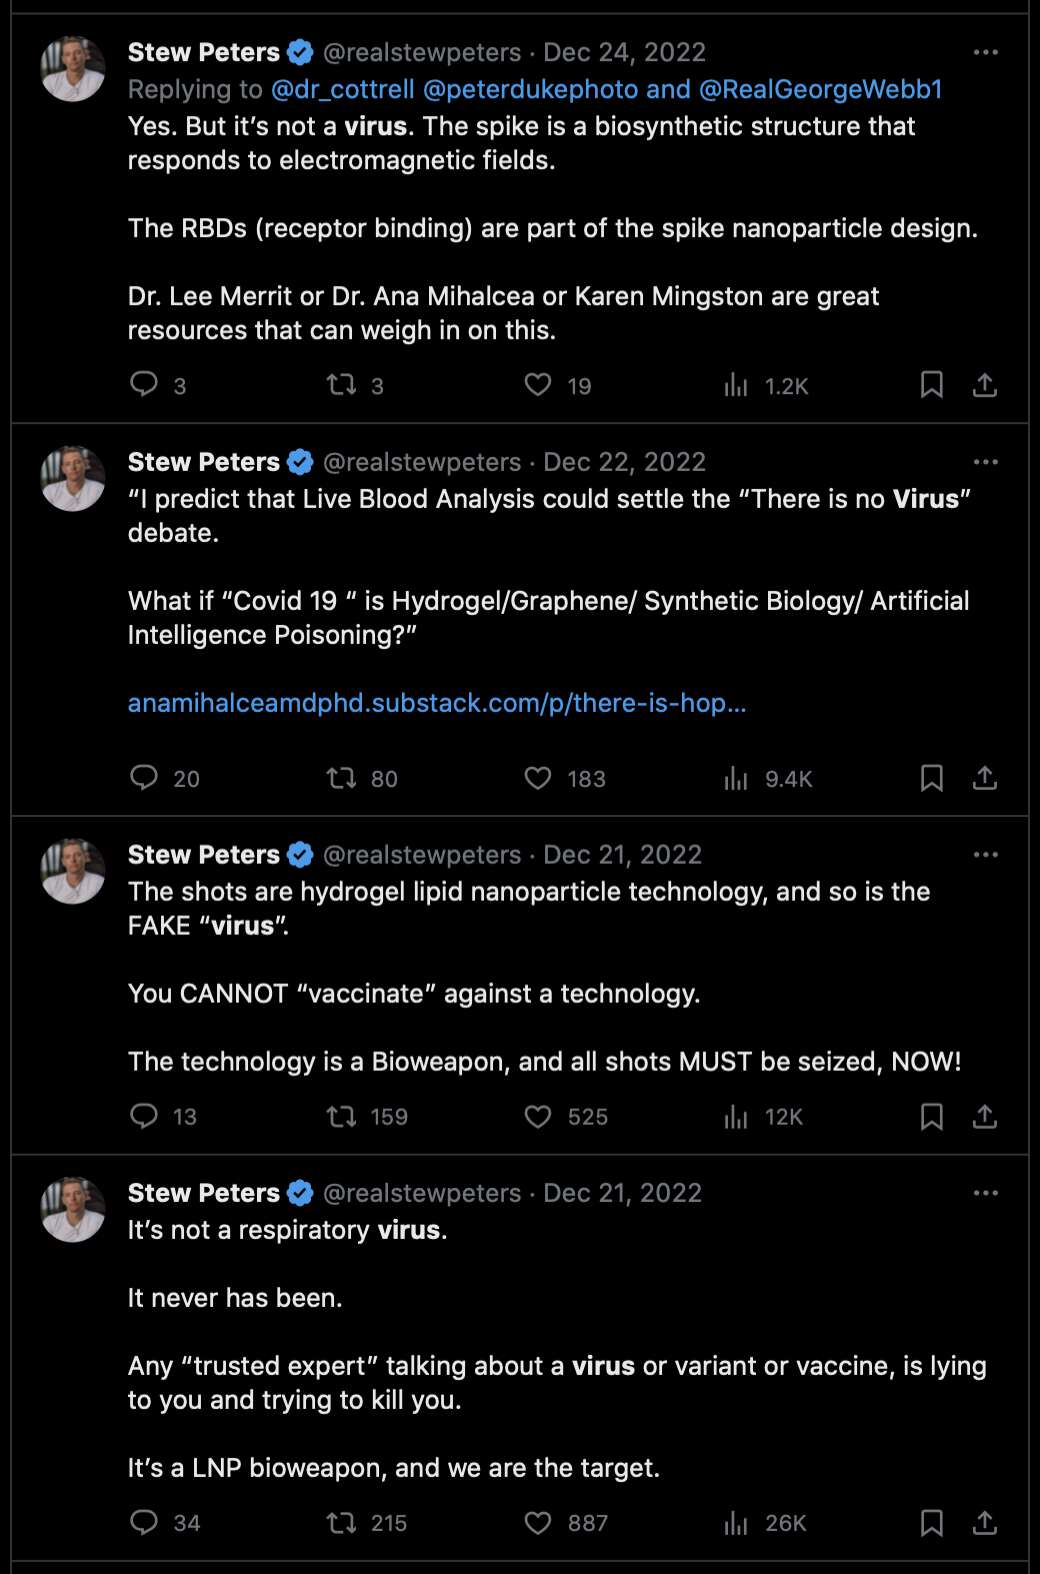 Stew Peters @realstewpeters · Dec 24, 2022
Replying to @dr_cottrell @peterdukephoto and @RealGeorgeWebb1
Yes. But it’s not a virus. The spike is a biosynthetic structure that
responds to electromagnetic fields.
The RBDs (receptor binding) are part of the spike nanoparticle design.
Dr. Lee Merrit or Dr. Ana Mihalcea or Karen Mingston are great
resources that can weigh in on this.
3 3 19 1.2K
Stew Peters @realstewpeters · Dec 22, 2022
“I predict that Live Blood Analysis could settle the “There is no Virus”
debate.
What if “Covid 19 “ is Hydrogel/Graphene/ Synthetic Biology/ Artificial
Intelligence Poisoning?”
anamihalceamdphd.substack.com/p/there-is-hop...
20 80 183 9.4K
Stew Peters @realstewpeters · Dec 21, 2022
The shots are hydrogel lipid nanoparticle technology, and so is the
FAKE “virus”.
You CANNOT “vaccinate” against a technology.
The technology is a Bioweapon, and all shots MUST be seized, NOW!
13 159 525 12K
Stew Peters @realstewpeters · Dec 21, 2022
It’s not a respiratory virus.
It never has been.
Any “trusted expert” talking about a virus or variant or vaccine, is lying
to you and trying to kill you.
It’s a LNP bioweapon, and we are the target.
34 215 887 26K